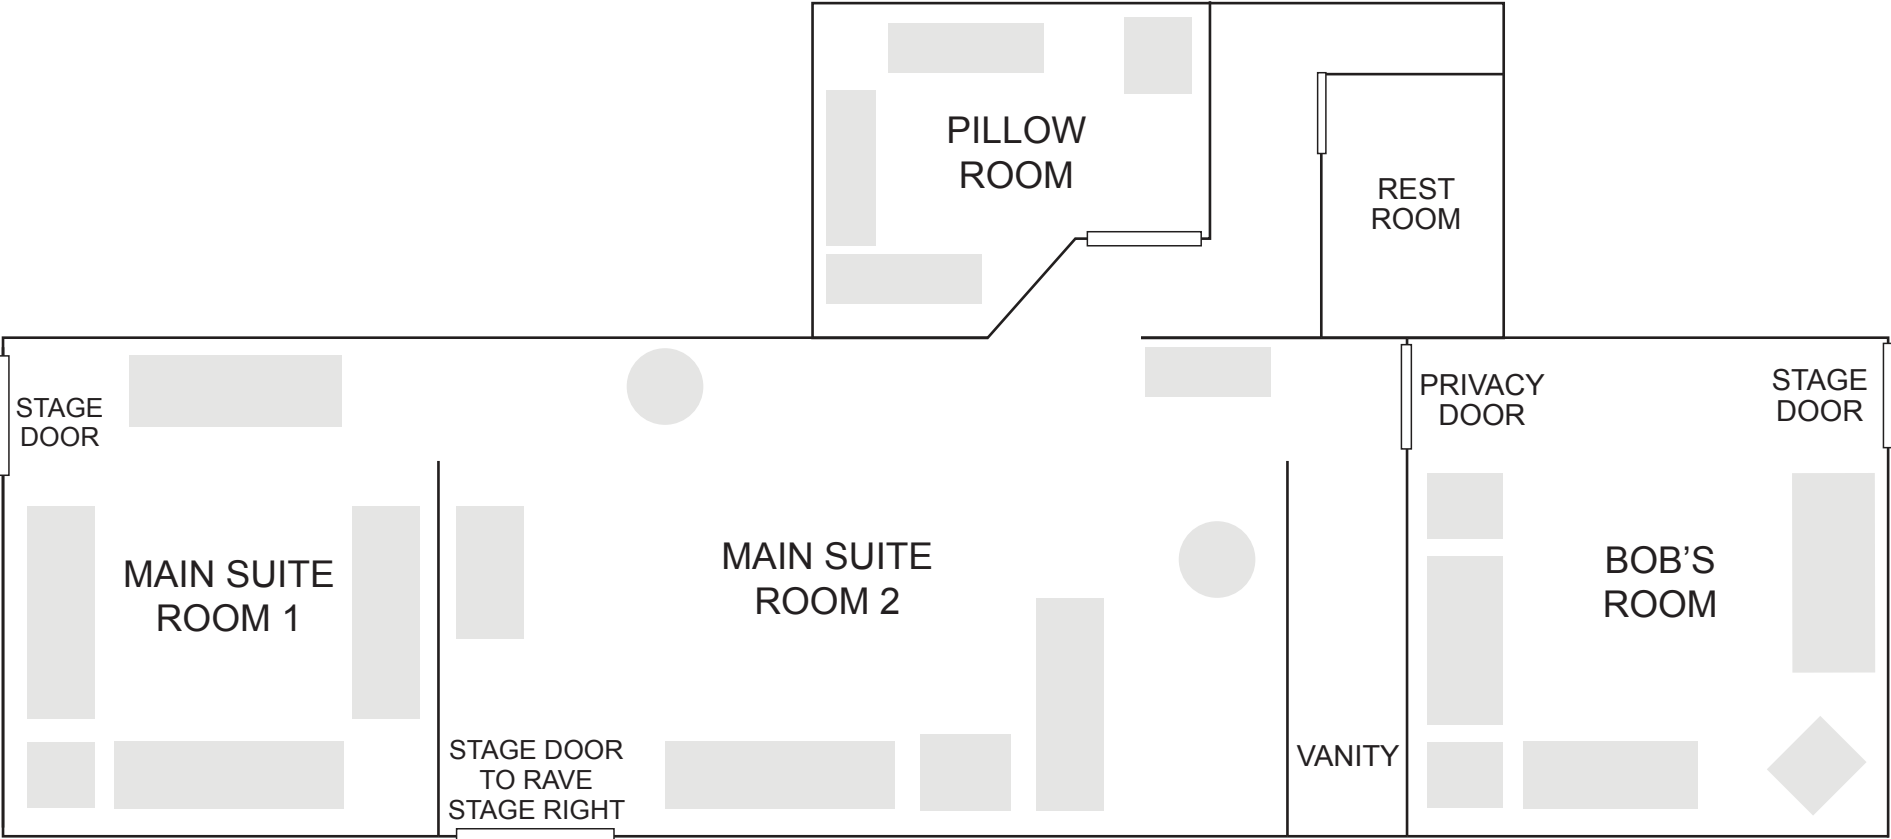 PILLOW
ROOM
REST
ROOM
STAGE
DOOR
PRIVACY
DOOR
STAGE
DOOR
MAIN SUITE
ROOM 1
MAIN SUITE
ROOM 2
BOB’S
ROOM
STAGE DOOR
TO RAVE
STAGE RIGHT
VANITY